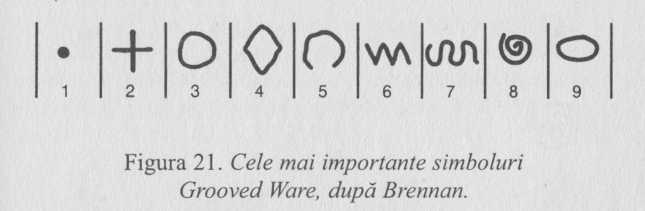 1 2 3 4 5 6 7 8 9
Figura 21. Cele mai importante simboluri
Grooved Ware, după Brennan.